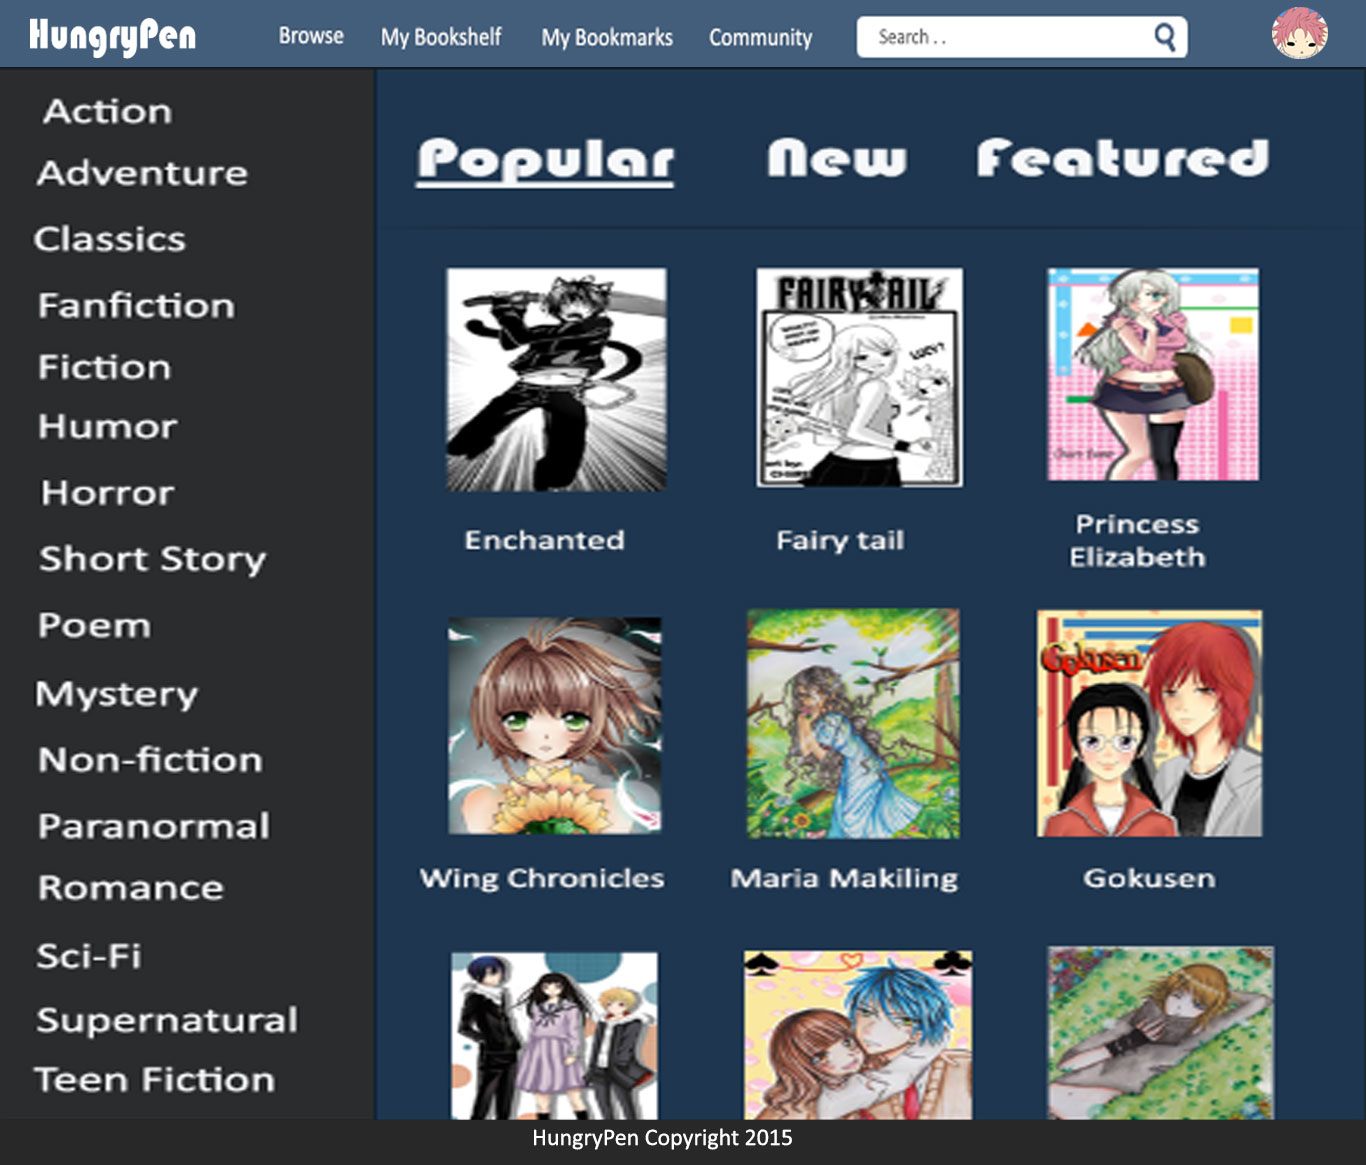 HungryPen
Browse
My Bookshelf
My Bookmarks
Community
Search . .
Action
Adventure
Classics
Fanfiction
Fiction
Humor
Horror
Short Story
Poem
Mystery
Non-fiction
Paranormal
Romance
Sci-Fi
Supernatural
Teen Fiction
Popular
New
Featured
FAIRY TAIL
LUCY?
Enchanted
Fairy tail
Princess
Elizabeth
Gokusen
Wing Chronicles
Maria Makiling
Gokusen
HungryPen Copyright 2015